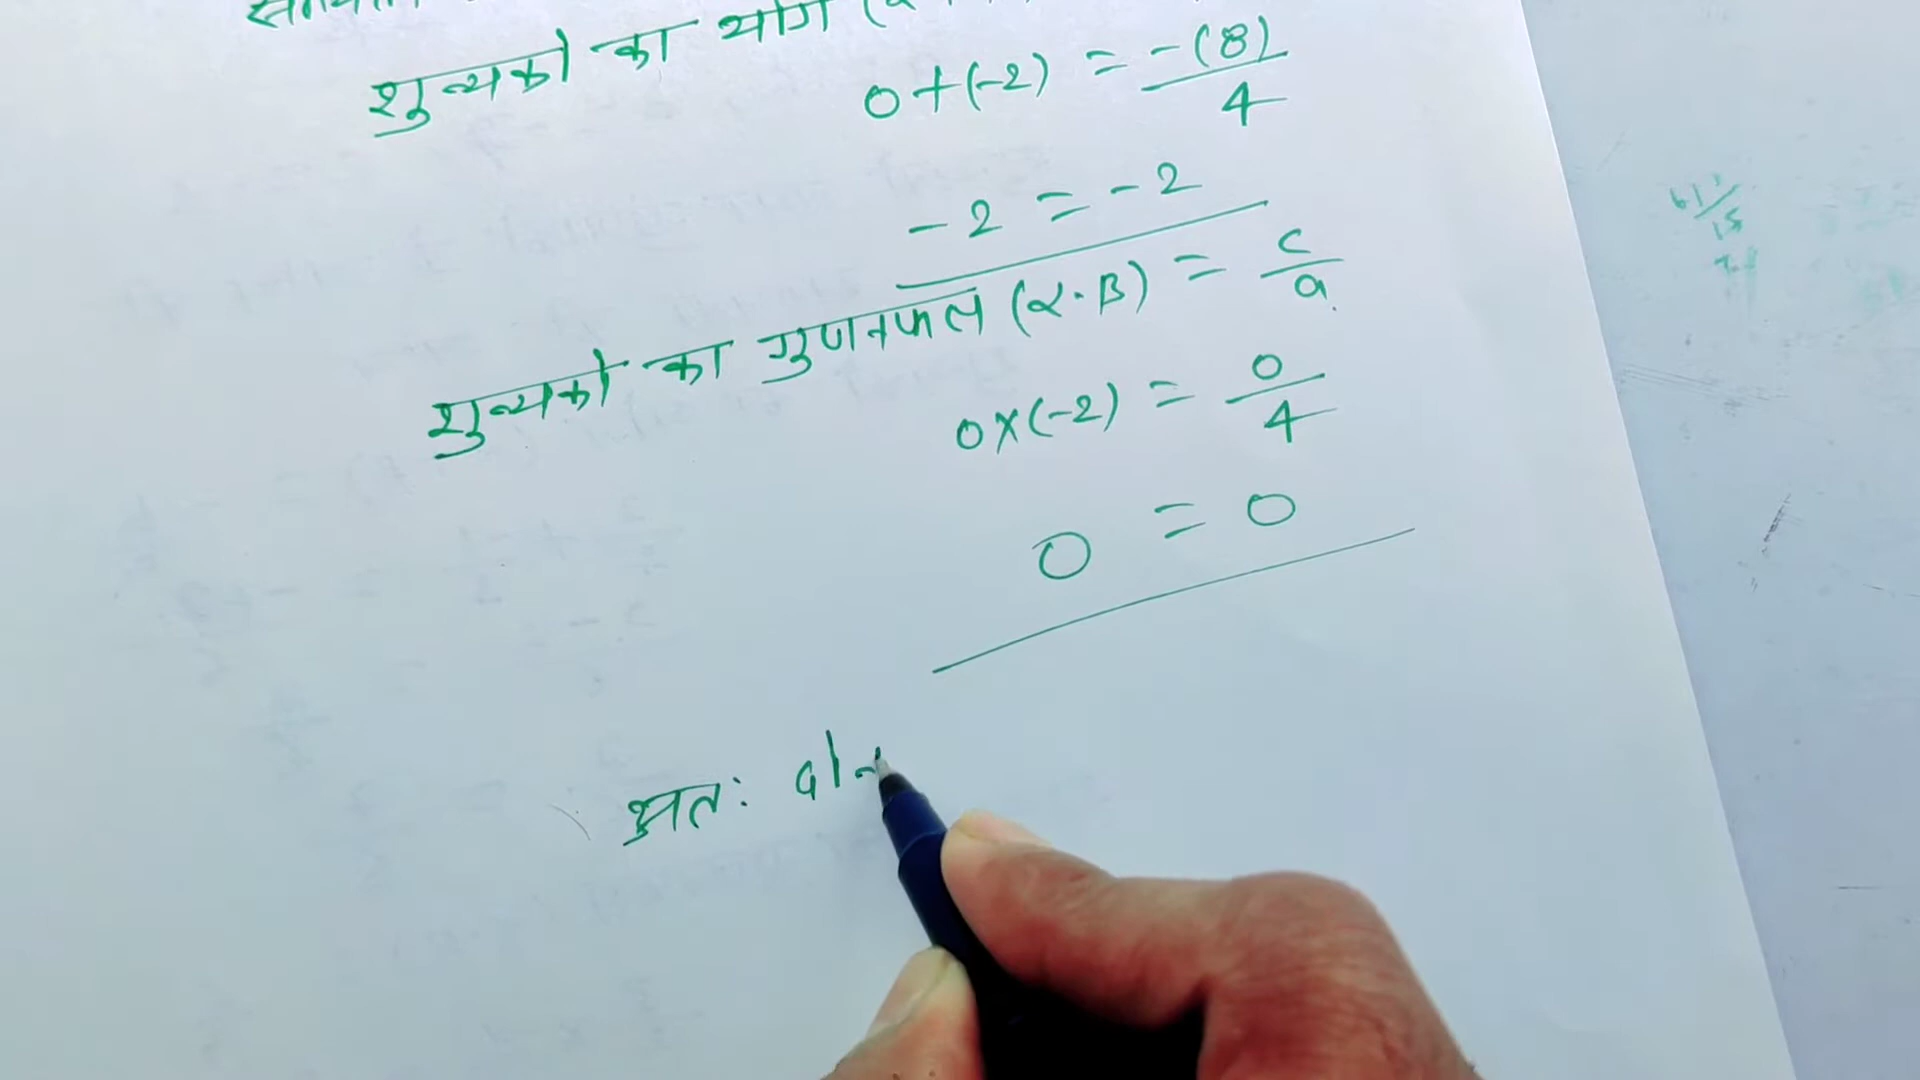 शुन्यको का योग
0+(-2) = -(8)/4
-2 = -2
शुन्यको का गुणनफल (α.β) = c/a
0×(-2) = 0/4
0 = 0
अतः